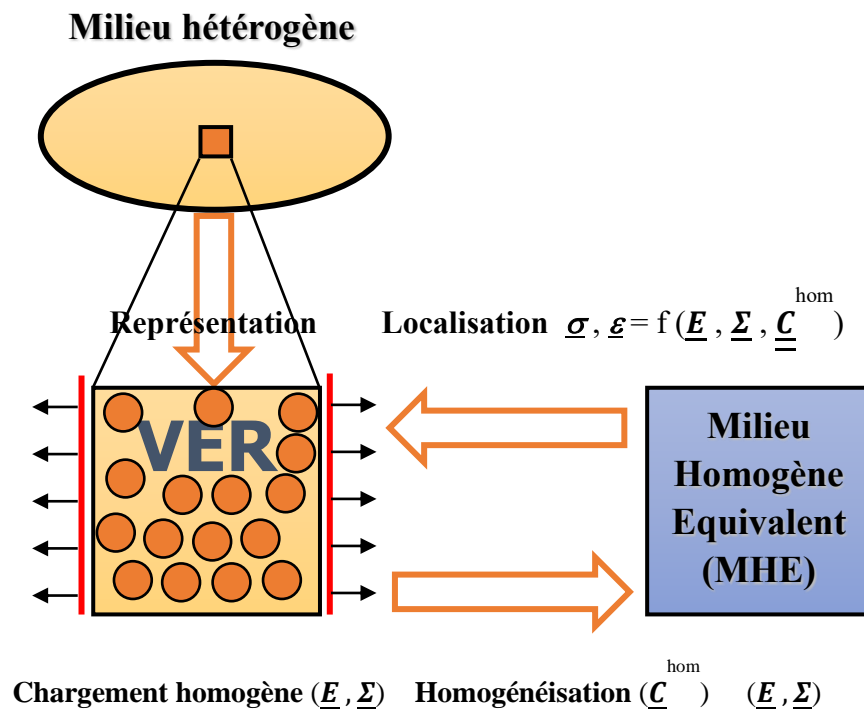 Milieu hétérogène
Représentation
Localisation σ , ε = f (E , Σ , C hom )
VER
Milieu
Homogène
Equivalent
(MHE)
Chargement homogène (E , Σ)
Homogénéisation (C hom ) (E , Σ)